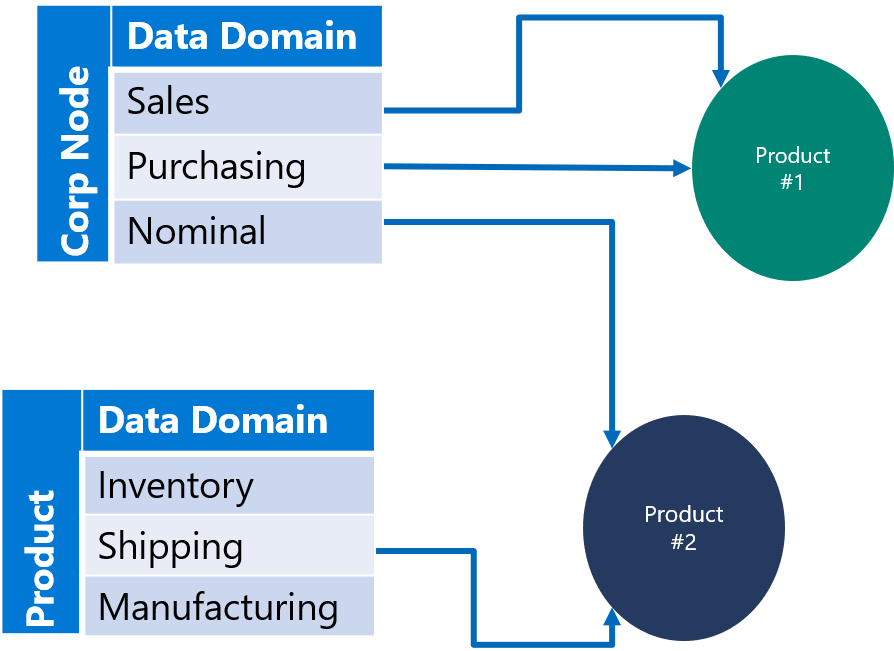 Corp Node
Data Domain
Sales
Purchasing
Nominal
Product
#1
Product
Data Domain
Inventory
Shipping
Manufacturing
Product
#2